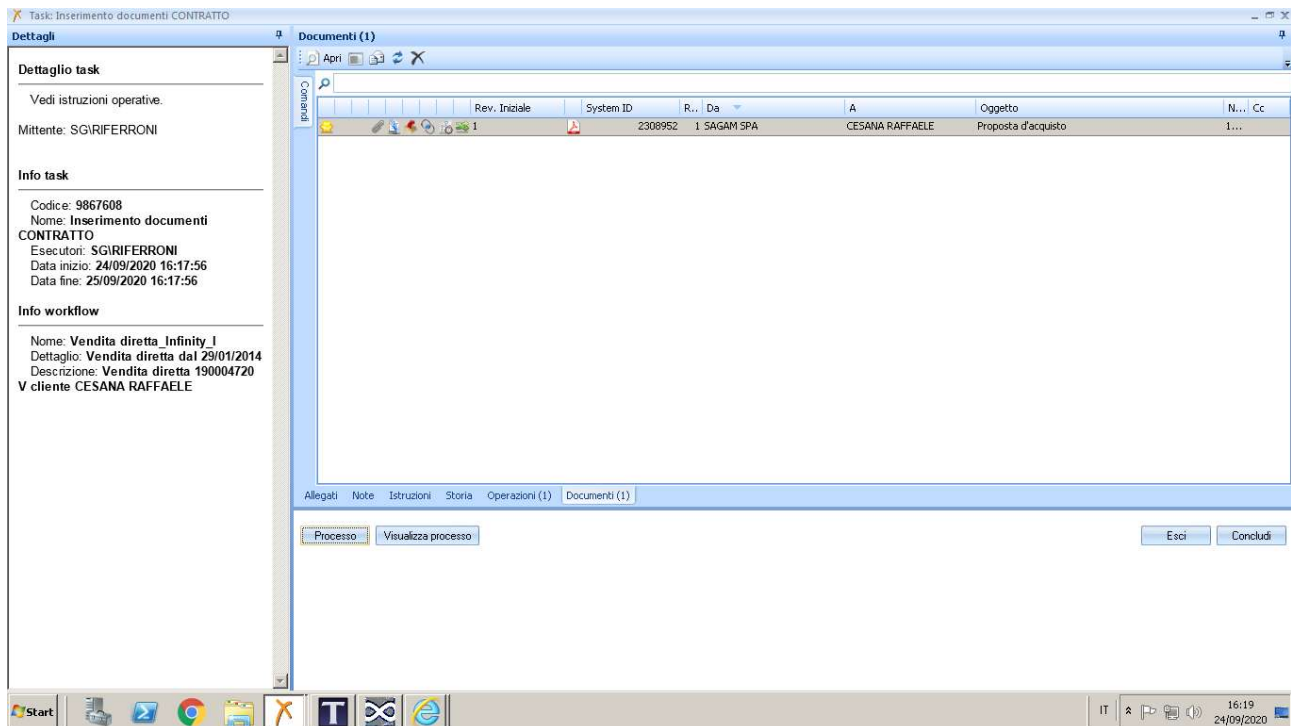 Task: Inserimento documenti CONTRATTO
Dettagli
Dettaglio task
Vedi istruzioni operative.
Mittente: SG\RIFERRONI
Info task
Codice: 9867608
Nome: Inserimento documenti
CONTRATTO
Esecutori: SG\RIFERRONI
Data inizio: 24/09/2020 16:17:56
Data fine: 25/09/2020 16:17:56
Info workflow
Nome: Vendita diretta_Infinity_I
Dettaglio: Vendita diretta dal 29/01/2014
Descrizione: Vendita diretta 190004720
V cliente CESANA RAFFAELE
Documenti (1)
Apri
Comandi
Rev. Iniziale System ID R.. Da A Oggetto N... Cc
1 2308952 1 SAGAM SPA CESANA RAFFAELE Proposta d'acquisto 1...
Allegati Note Istruzioni Storia Operazioni (1) Documenti (1)
Processo Visualizza processo Esci Concludi
Start IT 16:19
24/09/2020